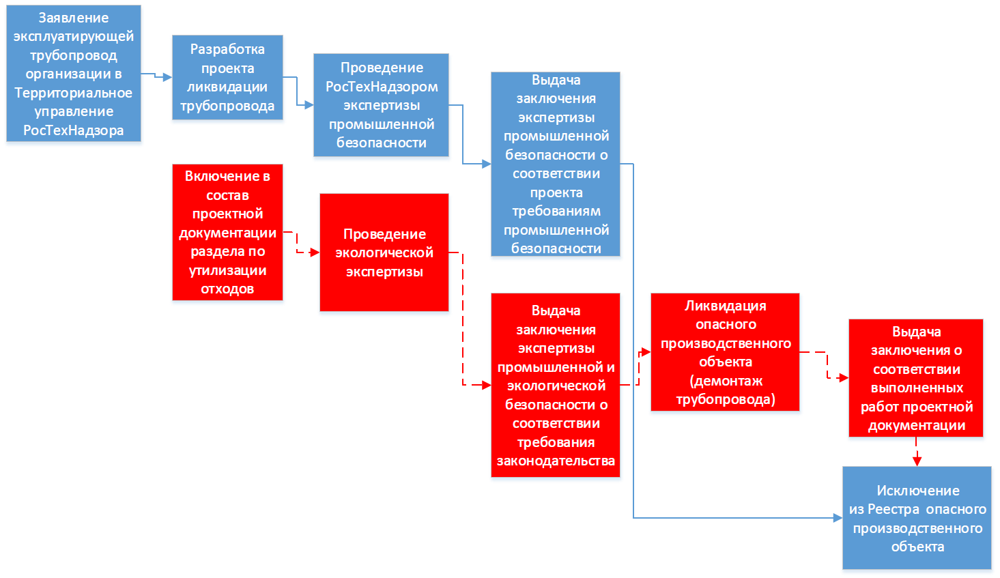 Заявление
эксплуатирующей
трубопровод
организации в
Территориальное
управление
РосТехНадзора
Разработка
проекта
ликвидации
трубопровода
Проведение
РосТехНадзором
экспертизы
промышленной
безопасности
Выдача
заключения
экспертизы
промышленной
безопасности о
соответствии
проекта
требованиям
промышленной
безопасности
Включение в
состав
проектной
документации
раздела по
утилизации
отходов
Проведение
экологической
экспертизы
Выдача
заключения
экспертизы
промышленной и
экологической
безопасности о
соответствии
требования
законодательства
Ликвидация
опасного
производственного
объекта
(демонтаж
трубопровода)
Выдача
заключения о
соответствии
выполненных
работ проектной
документации
Исключение
из Реестра опасного
производственного
объекта